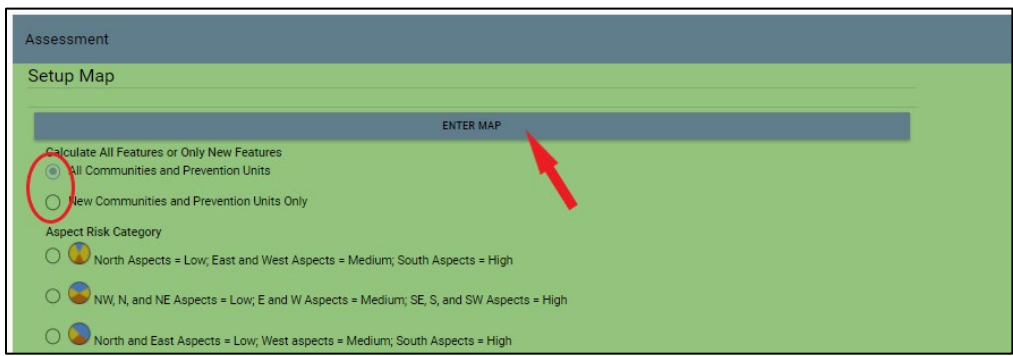 Assessment
Setup Map
ENTER MAP
Calculate All Features or Only New Features
All Communities and Prevention Units
New Communities and Prevention Units Only
Aspect Risk Category
North Aspects = Low; East and West Aspects = Medium; South Aspects = High
NW, N, and NE Aspects = Low; E and W Aspects = Medium; SE, S, and SW Aspects = High
North and East Aspects = Low; West aspects = Medium; South Aspects = High